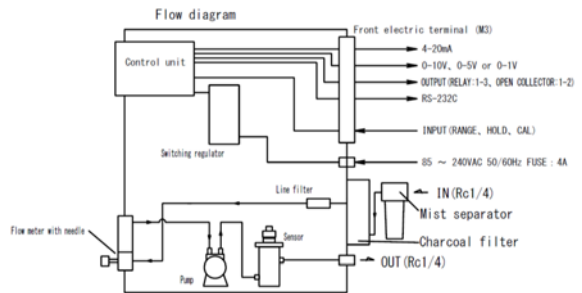 Flow diagram
Front electric terminal (M3)
4-20mA
0-10V、0-5V or 0-1V
Control unit
OUTPUT(RELAY:1-3、OPEN COLLECTOR:1-2)
RS-232C
INPUT(RANGE、HOLD、CAL)
Switching regulator
85 ～ 240VAC 50/60Hz FUSE : 4A
Line filter
IN(Rc1/4)
Mist separator
Flow meter with needle
Sensor
Charcoal filter
Pump
OUT(Rc1/4)